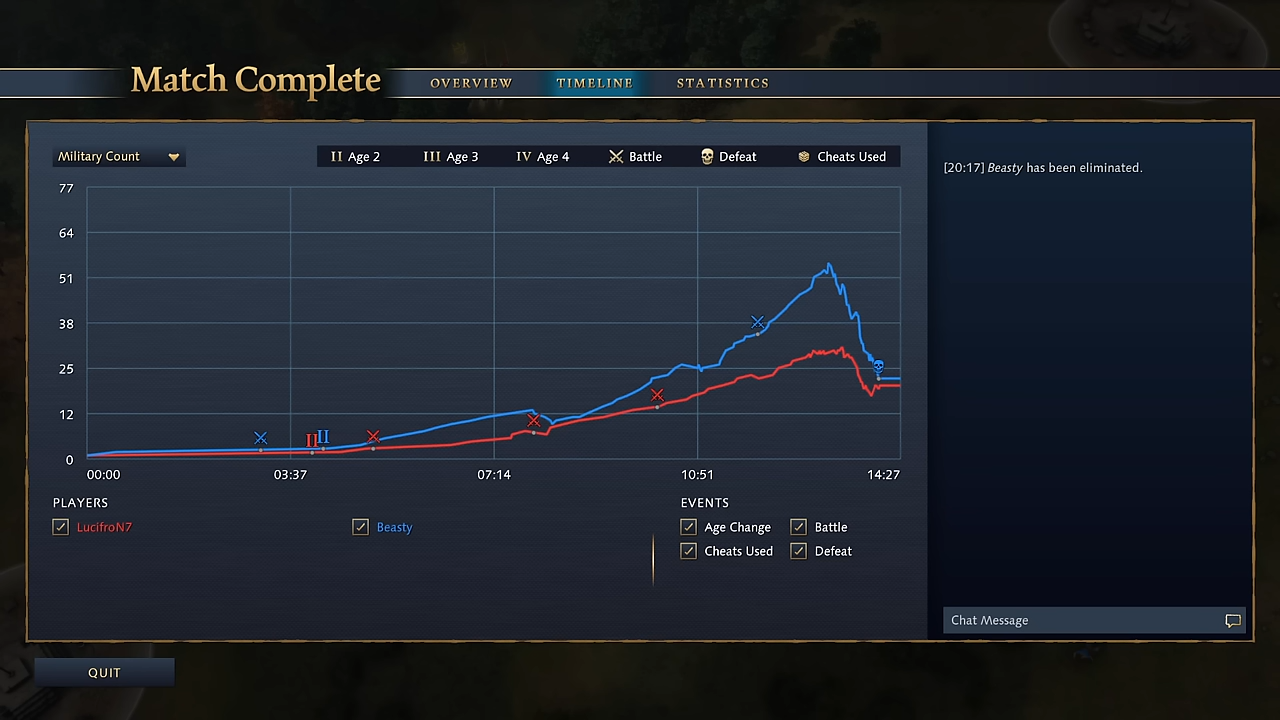 Match Complete OVERVIEW TIMELINE STATISTICS
Military Count II Age 2 III Age 3 IV Age 4 Battle Defeat Cheats Used
[20:17] Beasty has been eliminated.
77
64
51
38
25
12
0
II II
00:00 03:37 07:14 10:51 14:27
PLAYERS EVENTS
LucifroN7 Beasty Age Change Battle
Cheats Used Defeat
Chat Message
QUIT